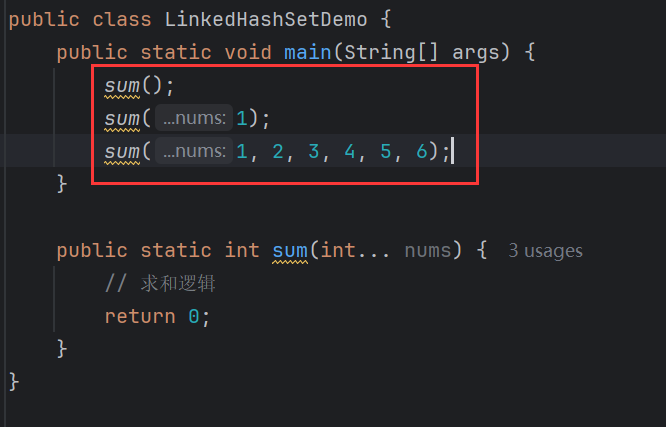 public class LinkedHashSetDemo {
public static void main(String[] args) {
sum();
sum( ...nums: 1);
sum( ...nums: 1, 2, 3, 4, 5, 6);
}
public static int sum(int... nums) { 3 usages
// 求和逻辑
return 0;
}
}